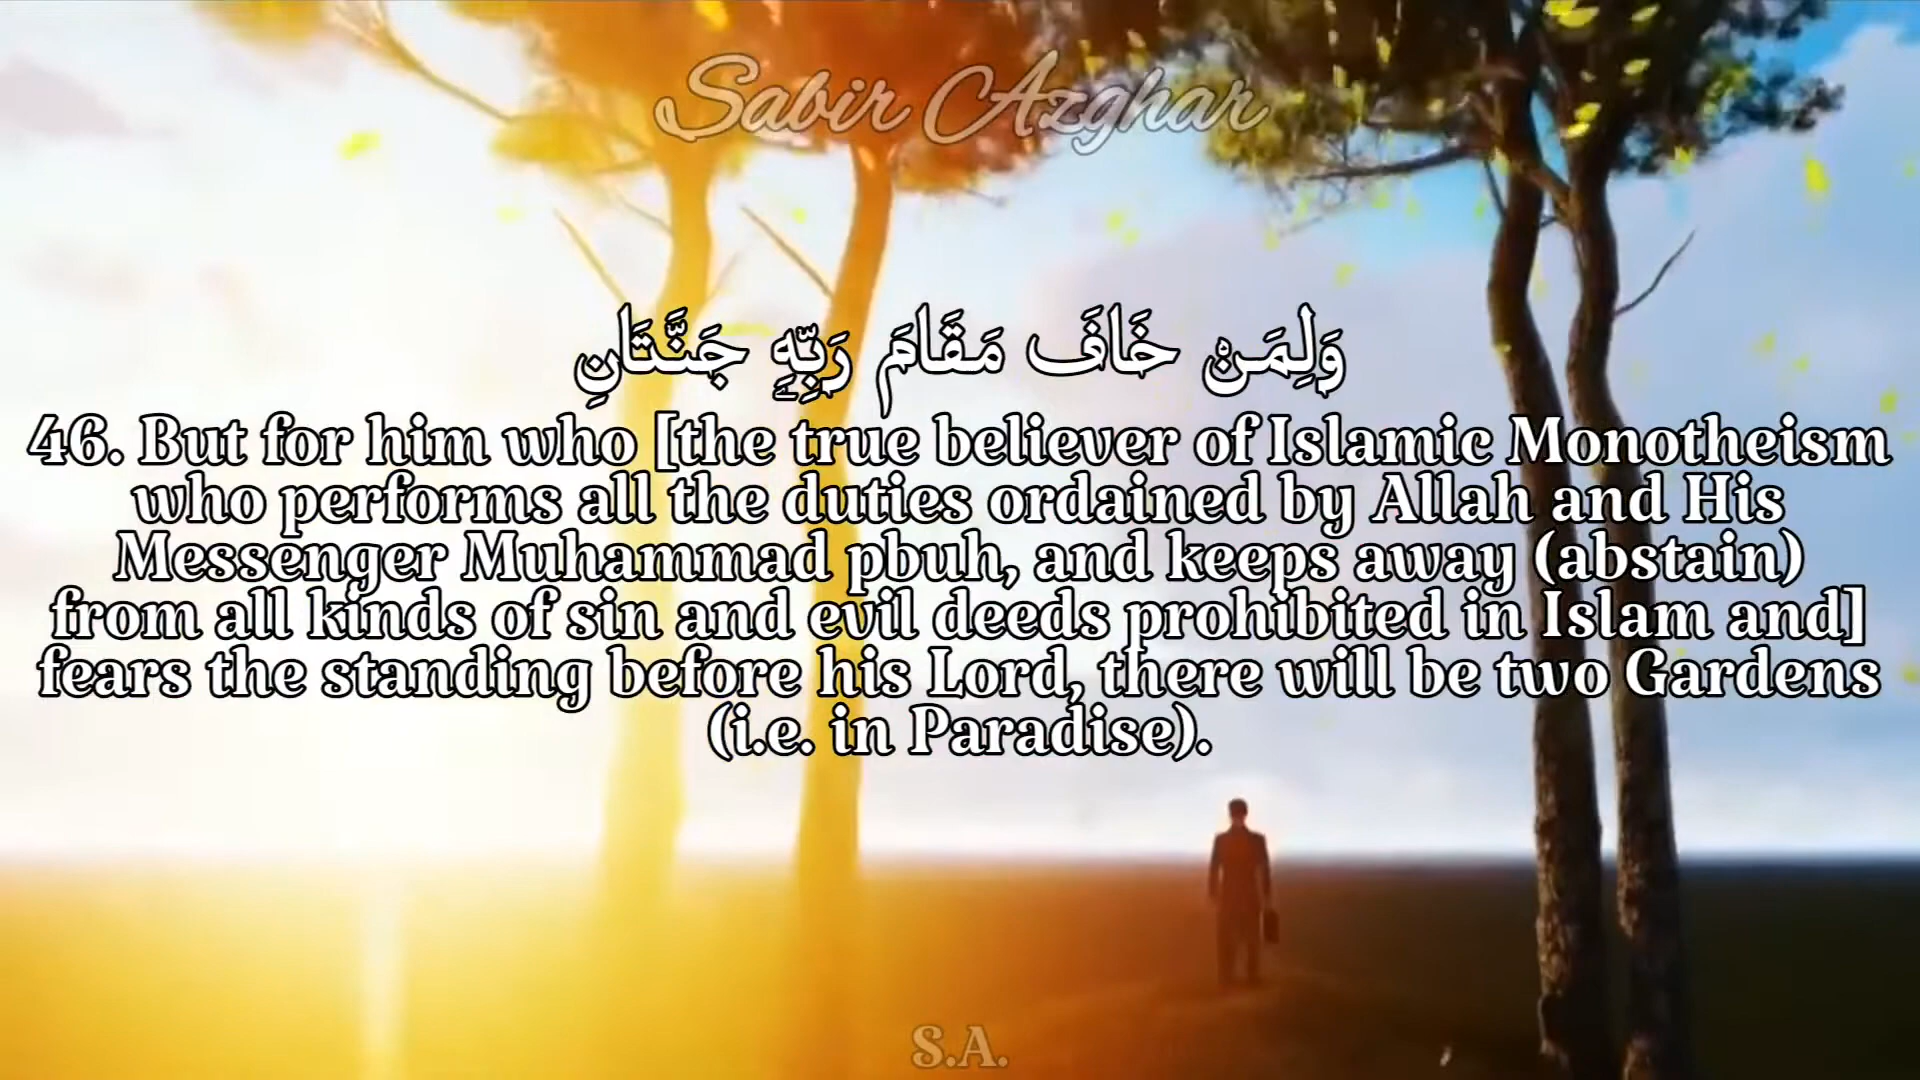 Sabir Azghar
وَلِمَنْ خَافَ مَقَامَ رَبِّهٖ جَنَّتَانِ
46. But for him who [the true believer of Islamic Monotheism
who performs all the duties ordained by Allah and His
Messenger Muhammad pbuh, and keeps away (abstain)
from all kinds of sin and evil deeds prohibited in Islam and]
fears the standing before his Lord, there will be two Gardens
(i.e. in Paradise).
S.A.